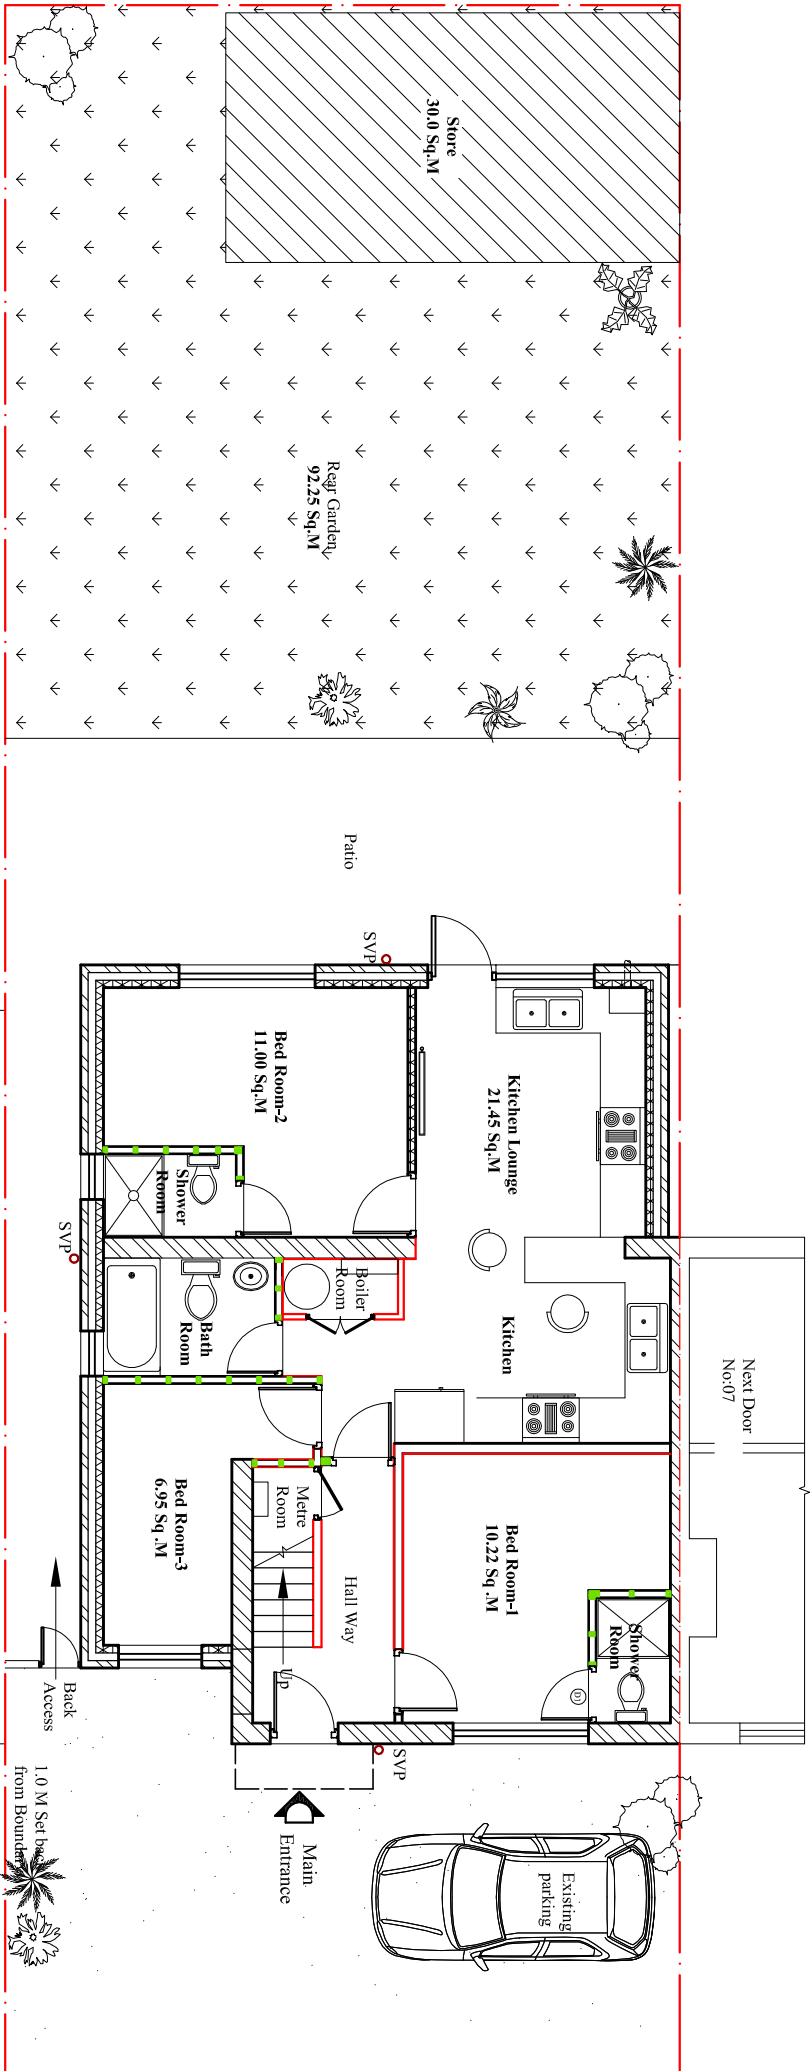 Store
30.0 Sq.M
Rear Garden
92.25 Sq.M
Patio
SVP
Bed Room-2
11.00 Sq.M
Kitchen Lounge
21.45 Sq.M
Shower
Room
SVP
Boiler
Room
Bath
Room
Kitchen
Next Door
No:07
Bed Room-3
6.95 Sq .M
Metre
Room
Hall Way
Up
Bed Room-1
10.22 Sq .M
Shower
Room
D1
Back
Access
SVP
Main
Entrance
Existing
parking
1.0 M Set back
from Boundary